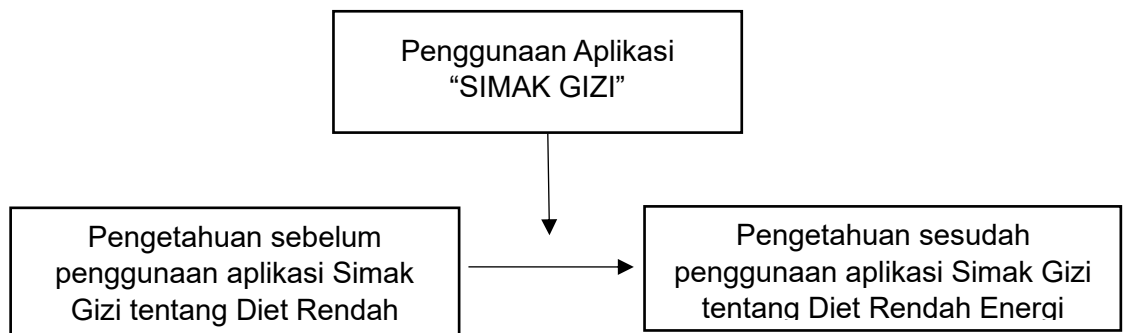 Penggunaan Aplikasi
“SIMAK GIZI”
Pengetahuan sebelum
penggunaan aplikasi Simak
Gizi tentang Diet Rendah
Pengetahuan sesudah
penggunaan aplikasi Simak Gizi
tentang Diet Rendah Energi